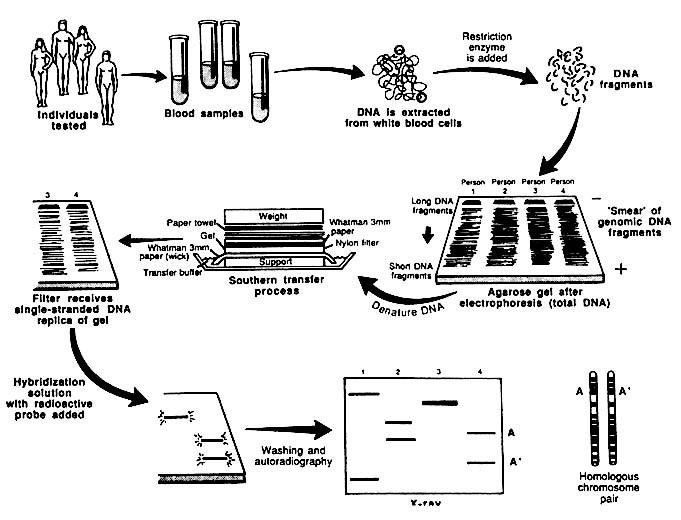 Individuals
tested
Blood samples
DNA is extracted
from white blood cells
Restriction
enzyme
is added
DNA
fragments
Person Person Person Person
1 2 3 4
Long DNA
fragments
Short DNA
fragments
−
+
'Smear' of
genomic DNA
fragments
Agarose gel after
electrophoresis (total DNA)
Denature DNA
Weight
Paper towel
Gel
Whatman 3mm
paper (wick)
Transfer buffer
Whatman 3mm
paper
Nylon filter
Support
Southern transfer
process
3 4
Filter receives
single-stranded DNA
replica of gel
Hybridization
solution
with radioactive
probe added
Washing and
autoradiography
1 2 3 4
A
A'
X-ray
A A'
Homologous
chromosome
pair